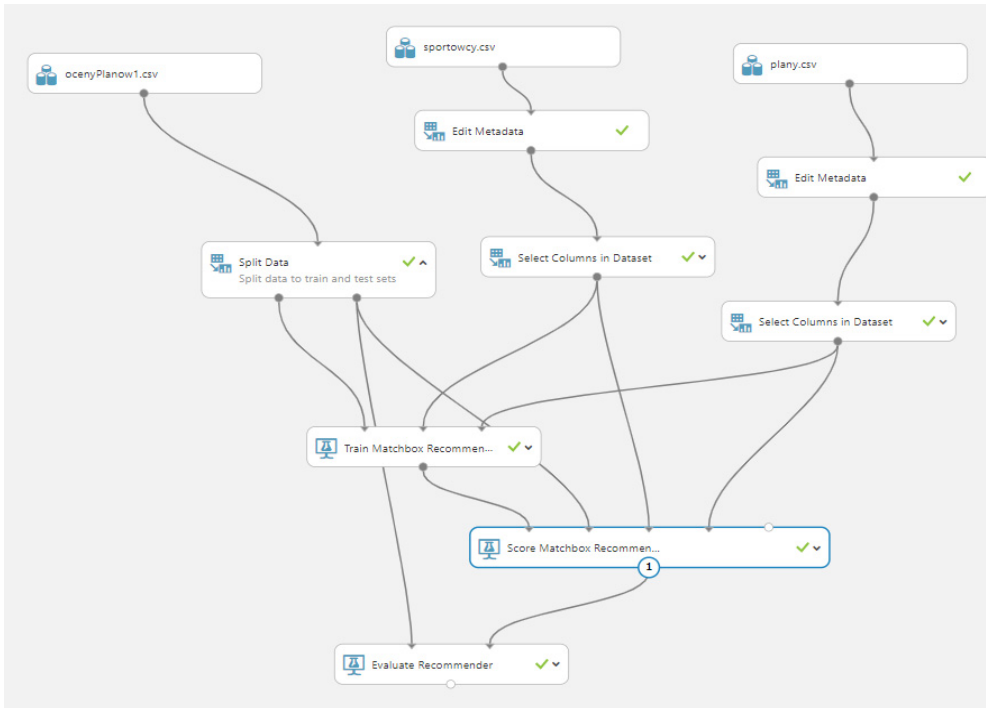 sportowcy.csv
ocenyPlanow1.csv
plany.csv
Edit Metadata
Edit Metadata
Split Data
Split data to train and test sets
Select Columns in Dataset
Select Columns in Dataset
Train Matchbox Recommen...
Score Matchbox Recommen...
1
Evaluate Recommender